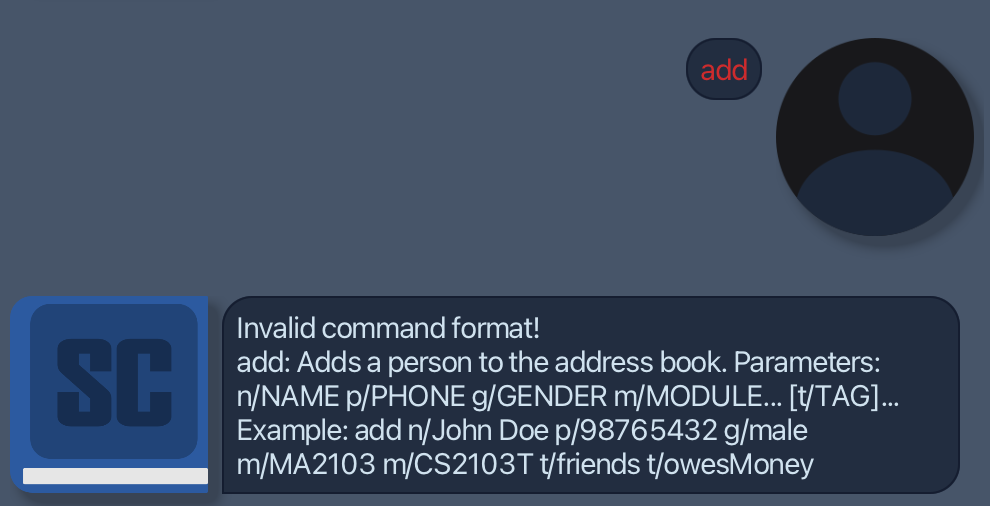 add
SC
Invalid command format!
add: Adds a person to the address book. Parameters:
n/NAME p/PHONE g/GENDER m/MODULE... [t/TAG]...
Example: add n/John Doe p/98765432 g/male
m/MA2103 m/CS2103T t/friends t/owesMoney